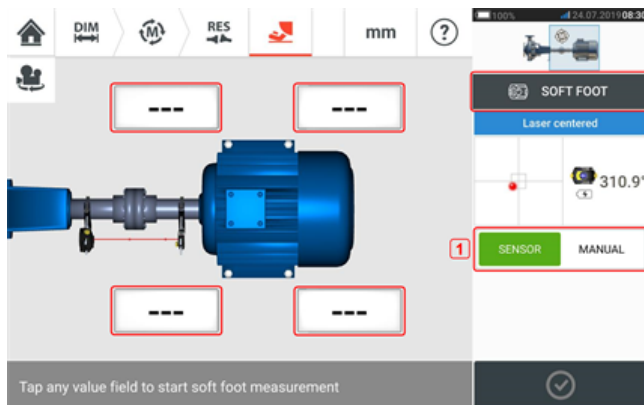 DIM
M
RES
mm
?
100% 24.07.2019 08:30
SOFT FOOT
Laser centered
310.9°
1
SENSOR MANUAL
--- ---
--- ---
Tap any value field to start soft foot measurement